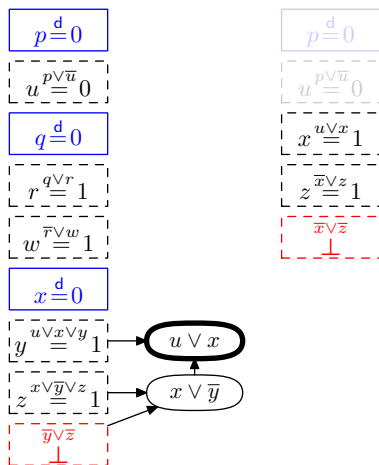 p d= 0
u p∨u̅= 0
q d= 0
r q∨r= 1
w r̅∨w= 1
x d= 0
y u∨x∨y= 1
z x∨y̅∨z= 1
y̅∨z̅
⊥
u ∨ x
x ∨ y̅
p d= 0
u p∨u̅= 0
x u∨x= 1
z x̅∨z= 1
x̅∨z̅
⊥